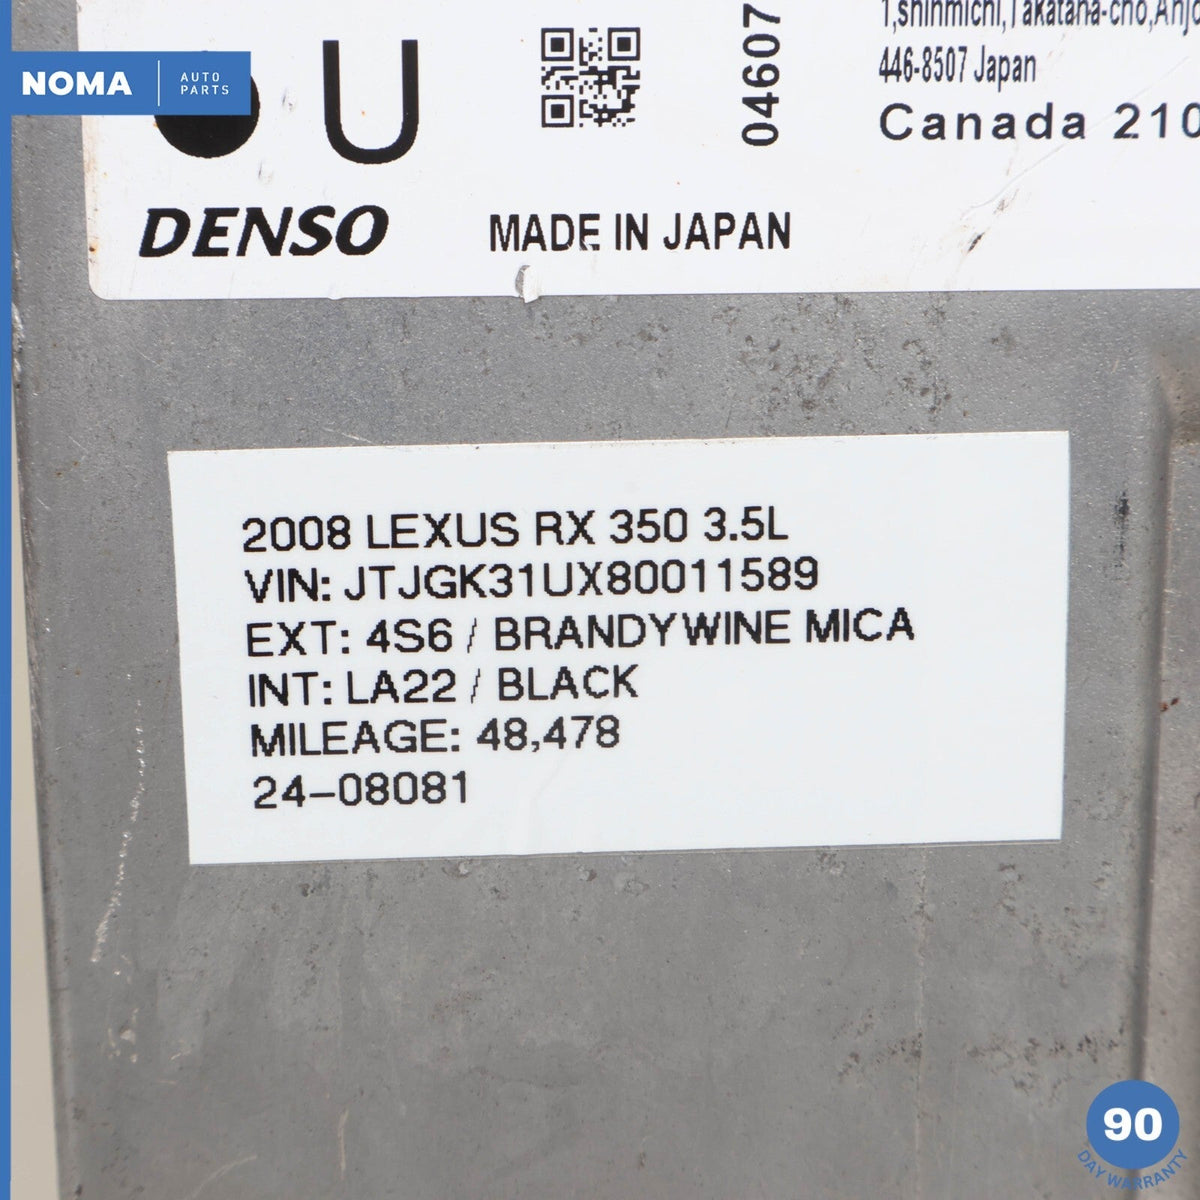 1,shinmichi,Takatana-cho,Anjo
446-8507 Japan
Canada 210
04607
NOMA
AUTO
PARTS
U
DENSO
MADE IN JAPAN
2008 LEXUS RX 350 3.5L
VIN: JTJGK31UX80011589
EXT: 4S6 / BRANDYWINE MICA
INT: LA22 / BLACK
MILEAGE: 48,478
24-08081
90
DAY WARRANTY